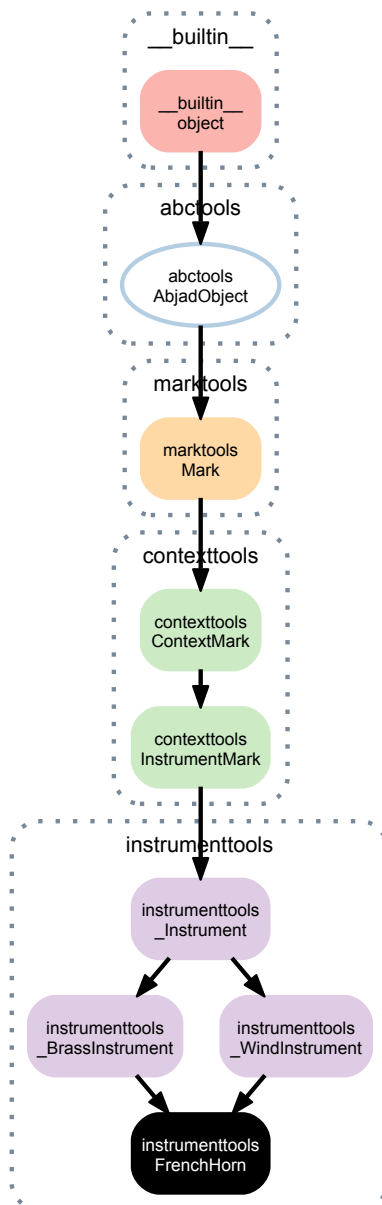 __builtin__
__builtin__
object
abctools
abctools
AbjadObject
marktools
marktools
Mark
contexttools
contexttools
ContextMark
contexttools
InstrumentMark
instrumenttools
instrumenttools
_Instrument
instrumenttools
_BrassInstrument
instrumenttools
_WindInstrument
instrumenttools
FrenchHorn